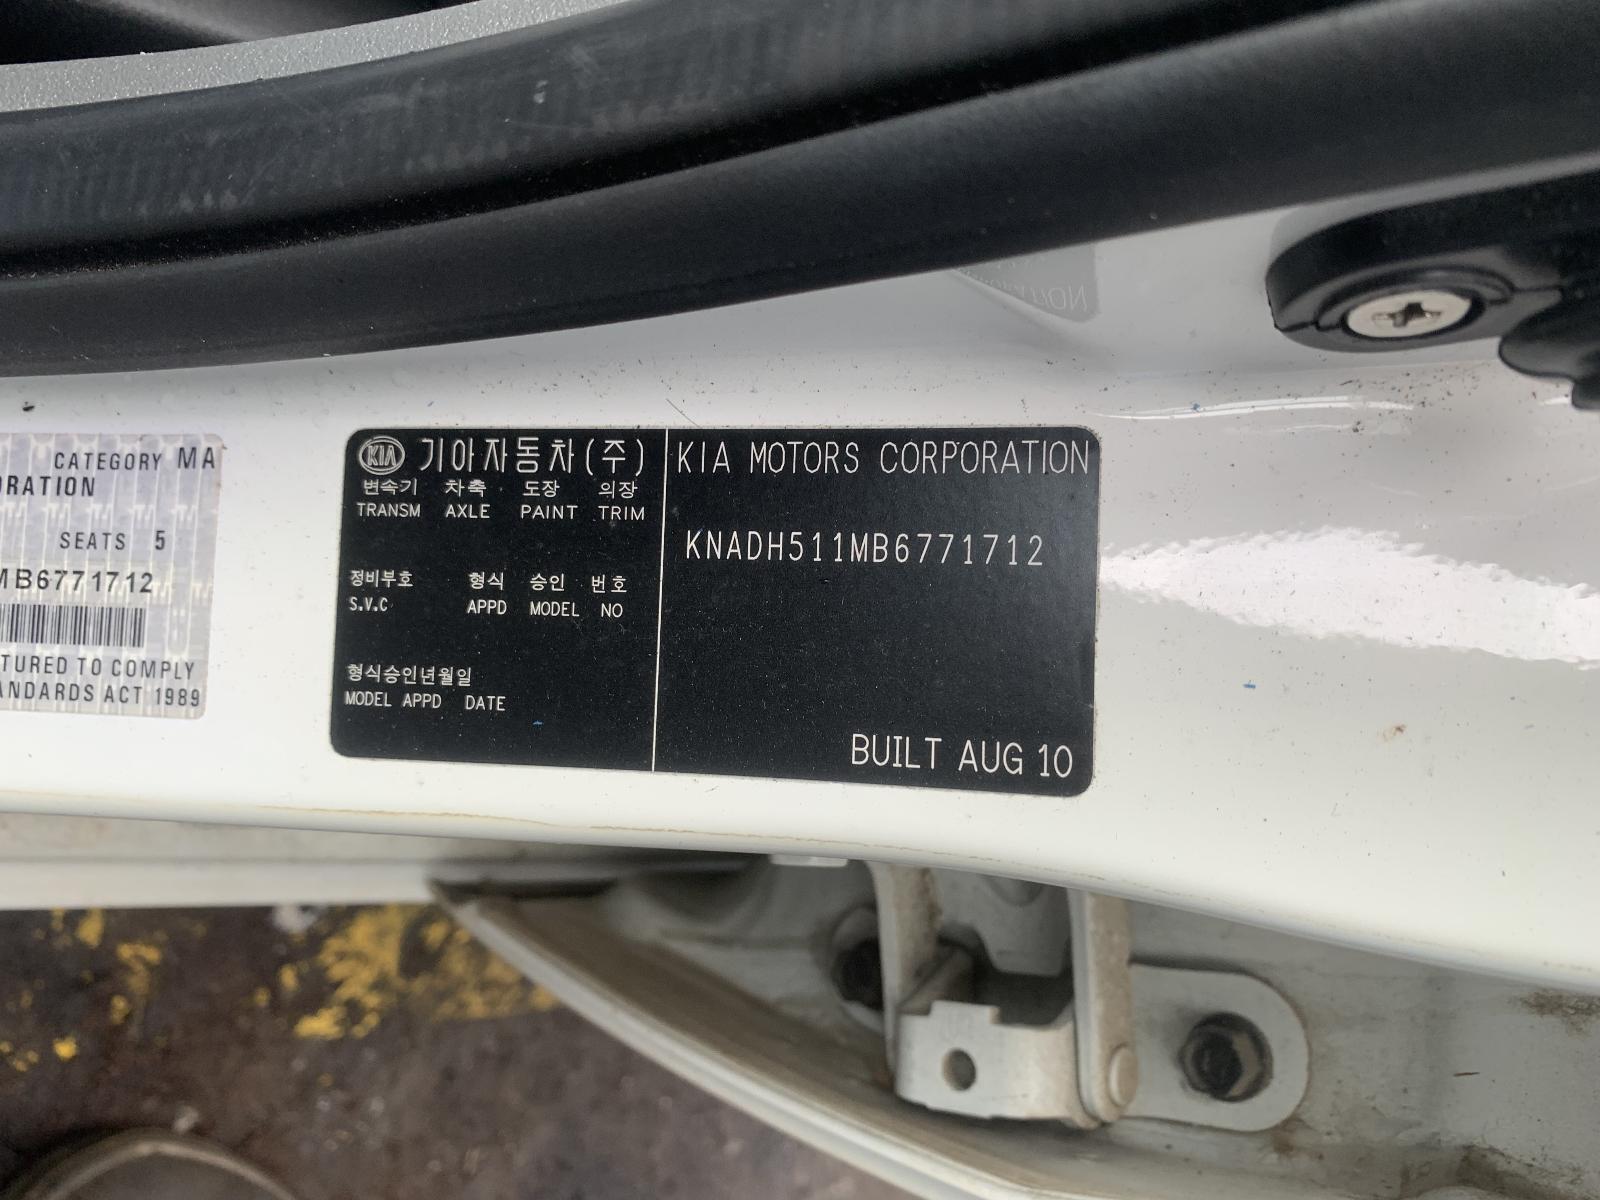 CATEGORY MA
ORATION
SEATS 5
MB6771712
TURED TO COMPLY
ANDARDS ACT 1989
KIA 기아자동차(주)
변속기 차축 도장 의장
TRANSM AXLE PAINT TRIM
정비부호 형식 승인 번호
S.V.C APPD MODEL NO
형식승인년월일
MODEL APPD DATE
KIA MOTORS CORPORATION
KNADH511MB6771712
BUILT AUG 10